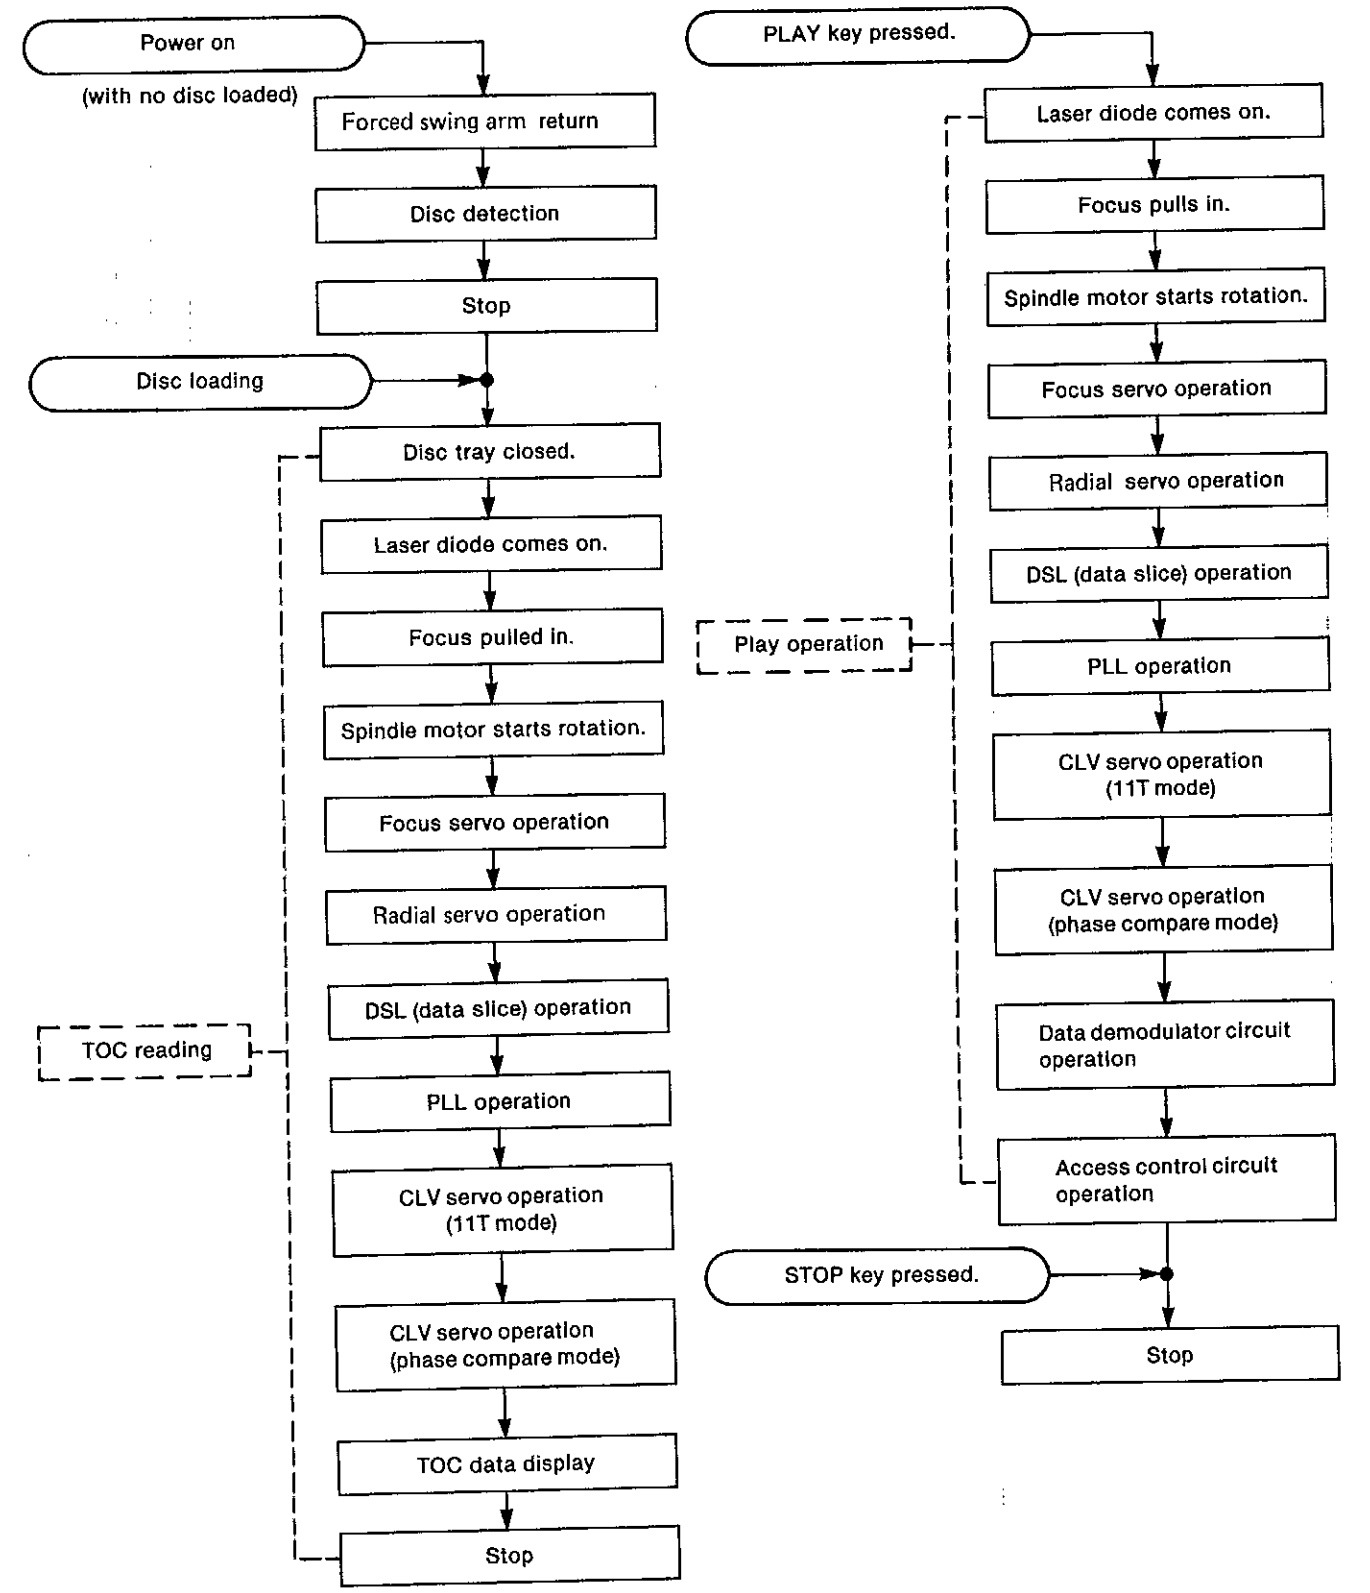 Power on
(with no disc loaded)
Forced swing arm return
Disc detection
Stop
Disc loading
Disc tray closed.
Laser diode comes on.
Focus pulled in.
Spindle motor starts rotation.
Focus servo operation
Radial servo operation
DSL (data slice) operation
TOC reading
PLL operation
CLV servo operation
(11T mode)
CLV servo operation
(phase compare mode)
TOC data display
Stop
PLAY key pressed.
Laser diode comes on.
Focus pulls in.
Spindle motor starts rotation.
Focus servo operation
Radial servo operation
DSL (data slice) operation
Play operation
PLL operation
CLV servo operation
(11T mode)
CLV servo operation
(phase compare mode)
Data demodulator circuit
operation
Access control circuit
operation
STOP key pressed.
Stop